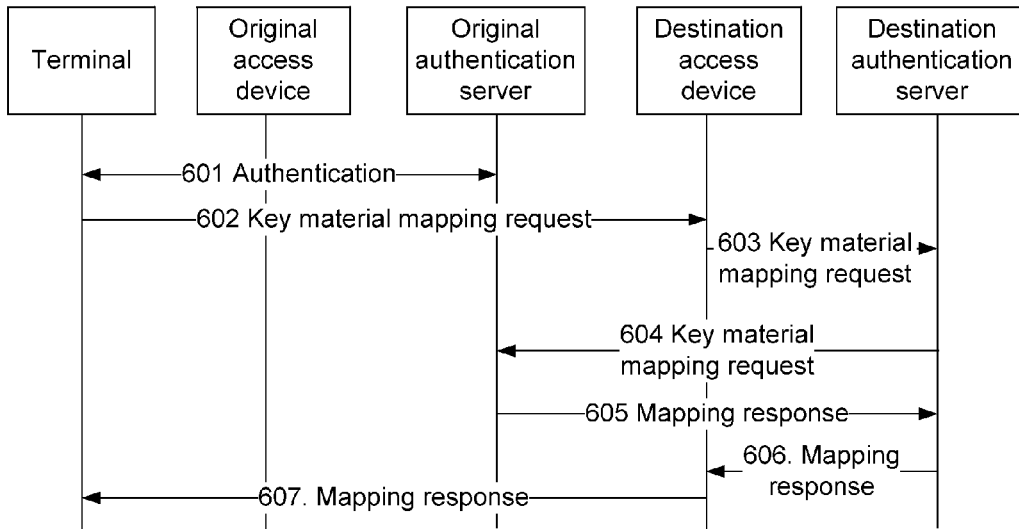 Terminal
Original
access
device
Original
authentication
server
Destination
access
device
Destination
authentication
server
601 Authentication
602 Key material mapping request
603 Key material
mapping request
604 Key material
mapping request
605 Mapping response
606. Mapping
response
607. Mapping response